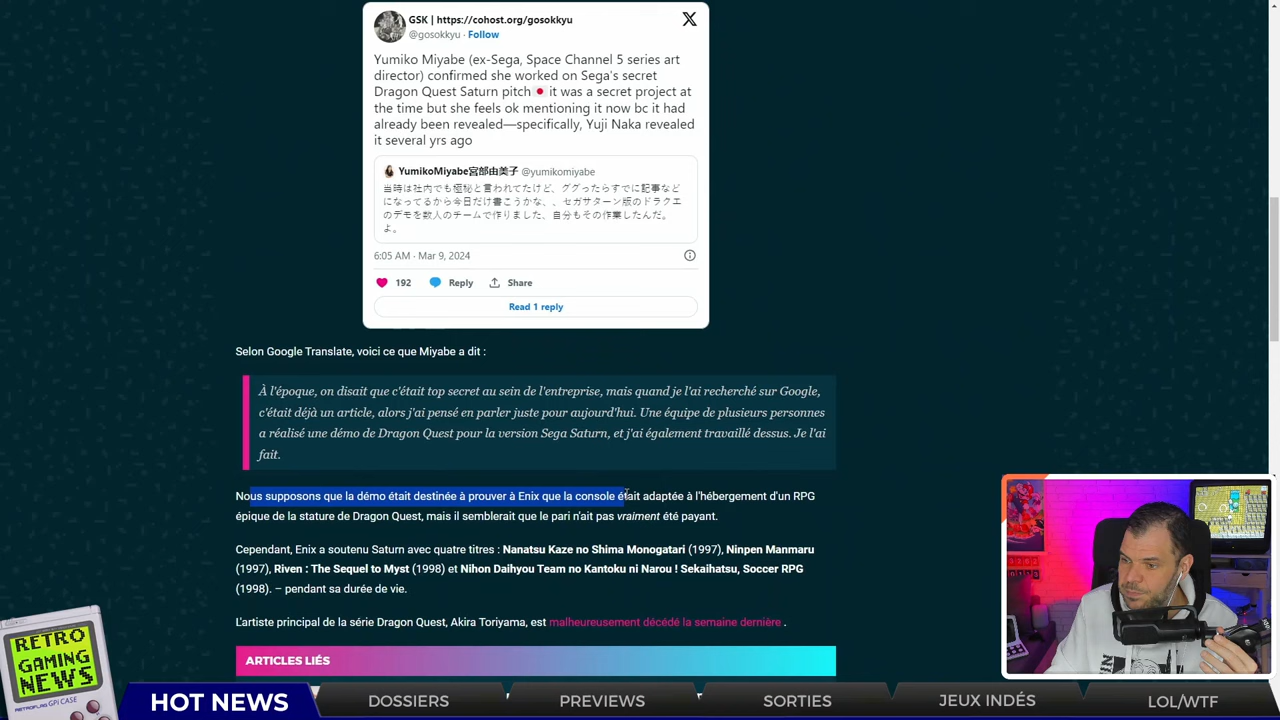 GSK | https://cohost.org/gosokkyu
@gosokkyu · Follow
Yumiko Miyabe (ex-Sega, Space Channel 5 series art
director) confirmed she worked on Sega's secret
Dragon Quest Saturn pitch it was a secret project at
the time but she feels ok mentioning it now bc it had
already been revealed—specifically, Yuji Naka revealed
it several yrs ago
YumikoMiyabe宮部由美子 @yumikomiyabe
当時は社内でも極秘と言われてたけど、ググったらすでに記事など
になってるから今日だけ書こうかな、、セガサターン版のドラクエ
のデモを数人のチームで作りました、自分もその作業したんだ。
よ。
6:05 AM · Mar 9, 2024
192 Reply Share
Read 1 reply
Selon Google Translate, voici ce que Miyabe a dit :
À l'époque, on disait que c'était top secret au sein de l'entreprise, mais quand je l'ai recherché sur Google,
c'était déjà un article, alors j'ai pensé en parler juste pour aujourd'hui. Une équipe de plusieurs personnes
a réalisé une démo de Dragon Quest pour la version Sega Saturn, et j'ai également travaillé dessus. Je l'ai
fait.
Nous supposons que la démo était destinée à prouver à Enix que la console était adaptée à l'hébergement d'un RPG
épique de la stature de Dragon Quest, mais il semblerait que le pari n'ait pas vraiment été payant.
Cependant, Enix a soutenu Saturn avec quatre titres : Nanatsu Kaze no Shima Monogatari (1997), Ninpen Manmaru
(1997), Riven : The Sequel to Myst (1998) et Nihon Daihyou Team no Kantoku ni Narou ! Sekaihatsu, Soccer RPG
(1998). – pendant sa durée de vie.
L'artiste principal de la série Dragon Quest, Akira Toriyama, est malheureusement décédé la semaine dernière .
ARTICLES LIÉS
RETRO
GAMING
NEWS
RETROFLAG GPi CASE
HOT NEWS
DOSSIERS
PREVIEWS
SORTIES
JEUX INDÉS
LOL/WTF